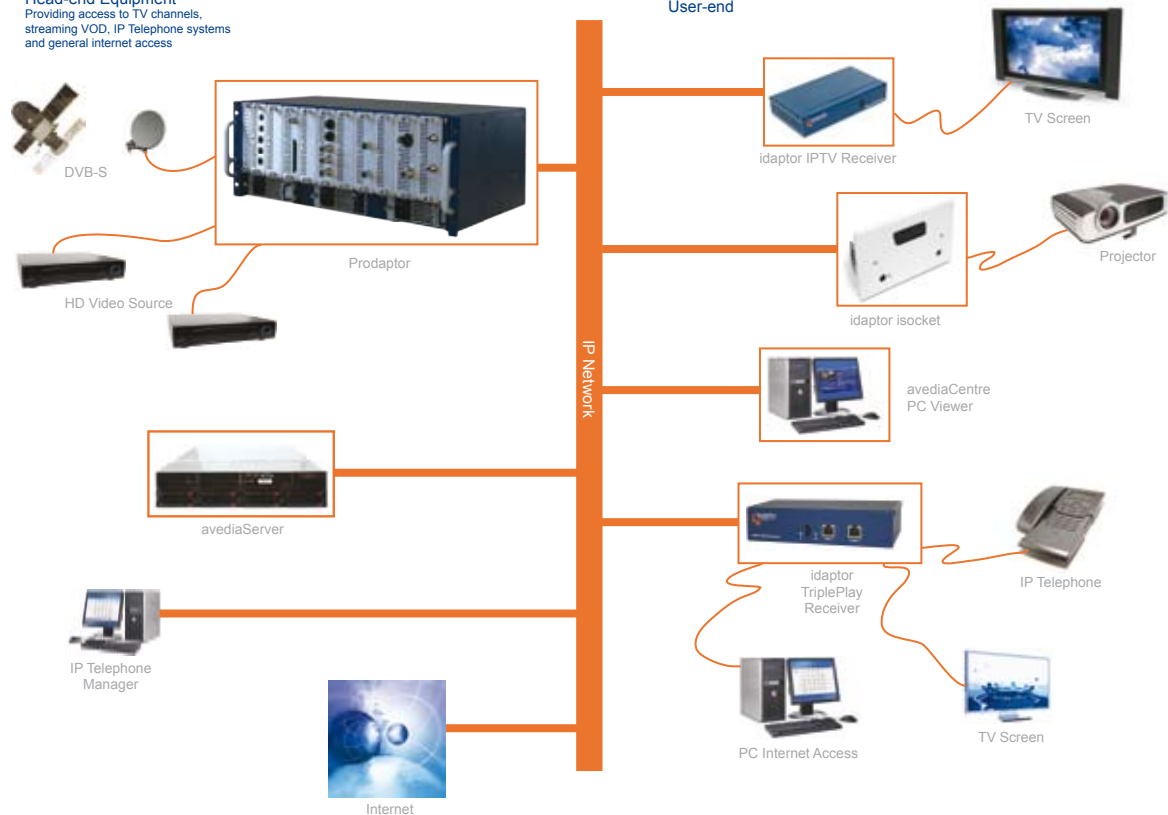 Head-end Equipment
Providing access to TV channels,
streaming VOD, IP Telephone systems
and general internet access
DVB-S
Prodaptor
HD Video Source
avediaServer
IP Telephone
Manager
Internet
IP Network
User-end
idaptor IPTV Receiver
TV Screen
idaptor isocket
Projector
avediaCentre
PC Viewer
idaptor
TriplePlay
Receiver
IP Telephone
PC Internet Access
TV Screen